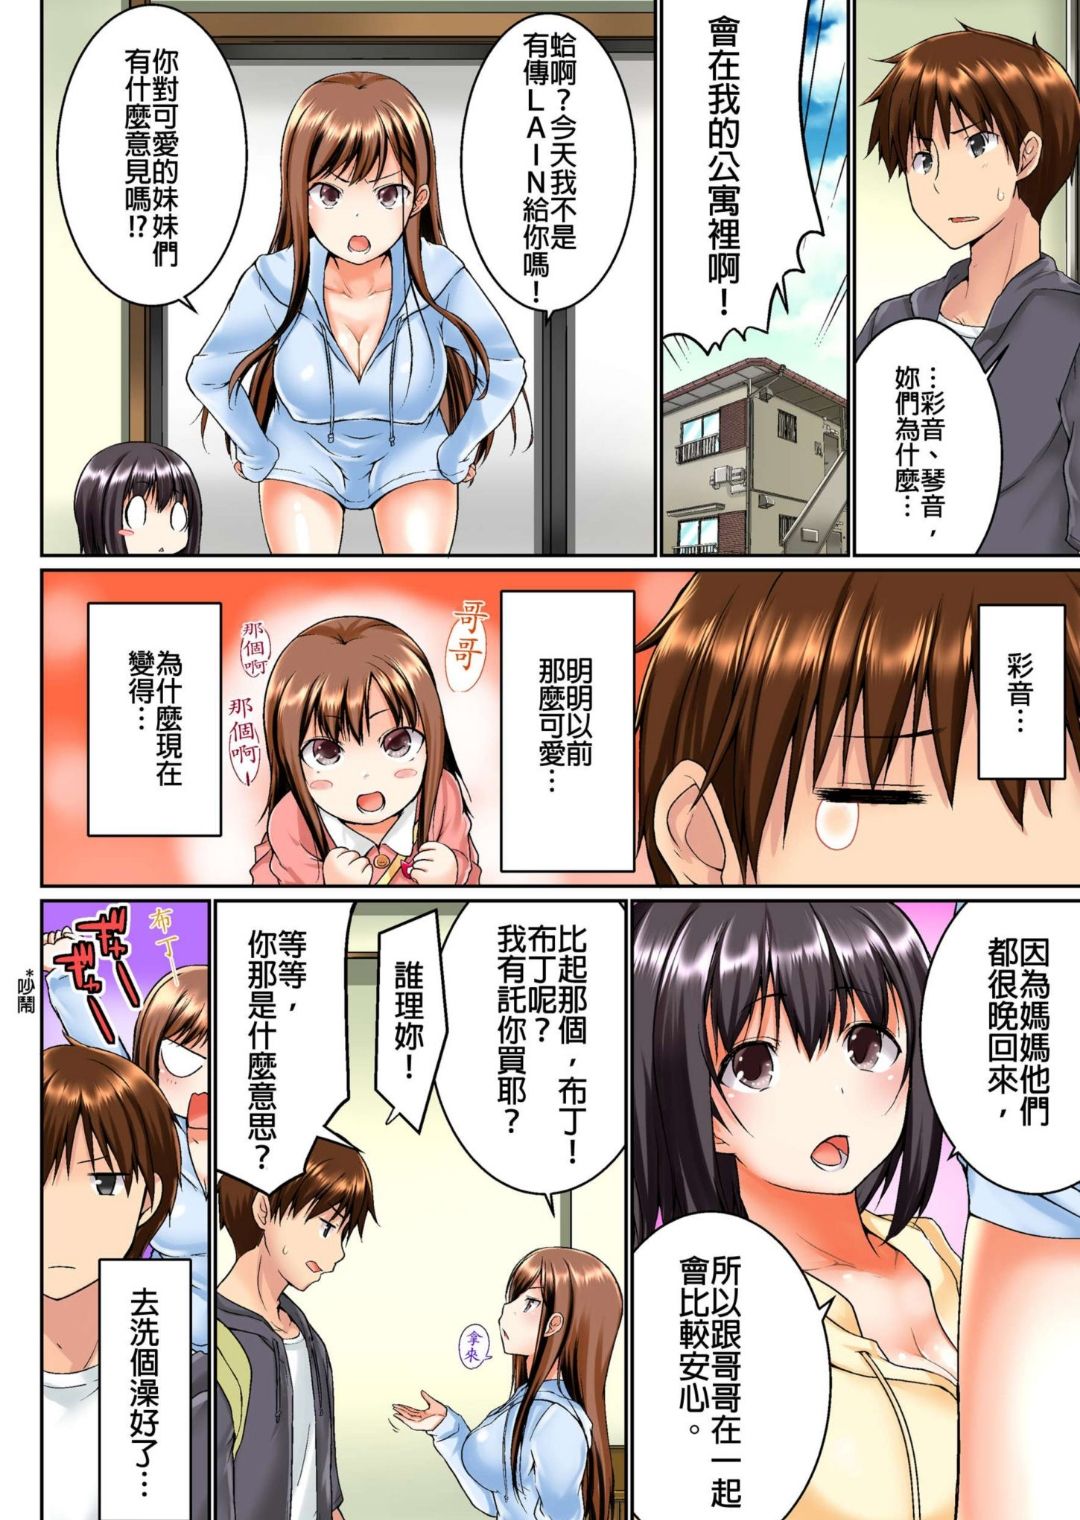 …彩音、琴音，
妳們為什麼…
會在我的公寓裡啊！
蛤啊？今天我不是
有傳LAIN給你嗎！
你對可愛的妹妹們
有什麼意見嗎!?
彩音…
明明以前
那麼可愛…
哥哥
那個啊
那個啊
為什麼現在
變得…
因為媽媽他們
都很晚回來，
所以跟哥哥在一起
會比較安心。
比起那個，布丁！
布丁呢？
我有託你買耶？
誰理妳！
拿來
等等，
你那是什麼意思？
布丁—
ギャー
ギャー
*吵鬧
去洗個澡好了…